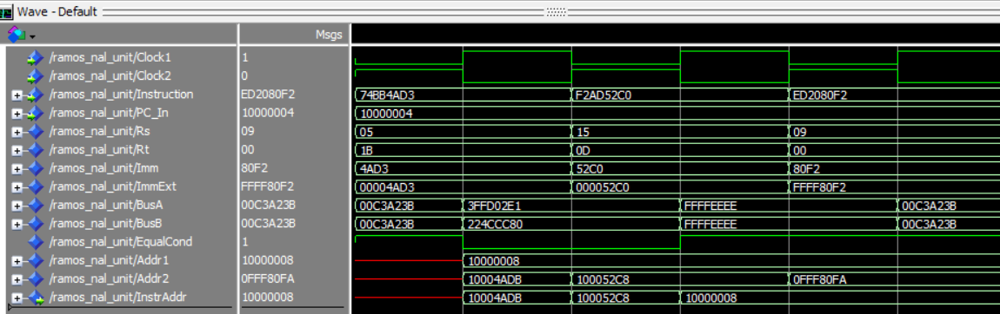 Wave - Default
Msgs
/ramos_nal_unit/Clock1 1
/ramos_nal_unit/Clock2 0
/ramos_nal_unit/Instruction ED2080F2 74BB4AD3 F2AD52C0 ED2080F2
/ramos_nal_unit/PC_In 10000004 10000004
/ramos_nal_unit/Rs 09 05 15 09
/ramos_nal_unit/Rt 00 1B 0D 00
/ramos_nal_unit/Imm 80F2 4AD3 52C0 80F2
/ramos_nal_unit/ImmExt FFFF80F2 00004AD3 000052C0 FFFF80F2
/ramos_nal_unit/BusA 00C3A23B 00C3A23B 3FFD02E1 FFFFEEEE 00C3A23B
/ramos_nal_unit/BusB 00C3A23B 00C3A23B 224CCC80 FFFFEEEE 00C3A23B
/ramos_nal_unit/EqualCond 1
/ramos_nal_unit/Addr1 10000008 10000008
/ramos_nal_unit/Addr2 0FFF80FA 10004ADB 100052C8 0FFF80FA
/ramos_nal_unit/InstrAddr 10000008 10004ADB 100052C8 10000008